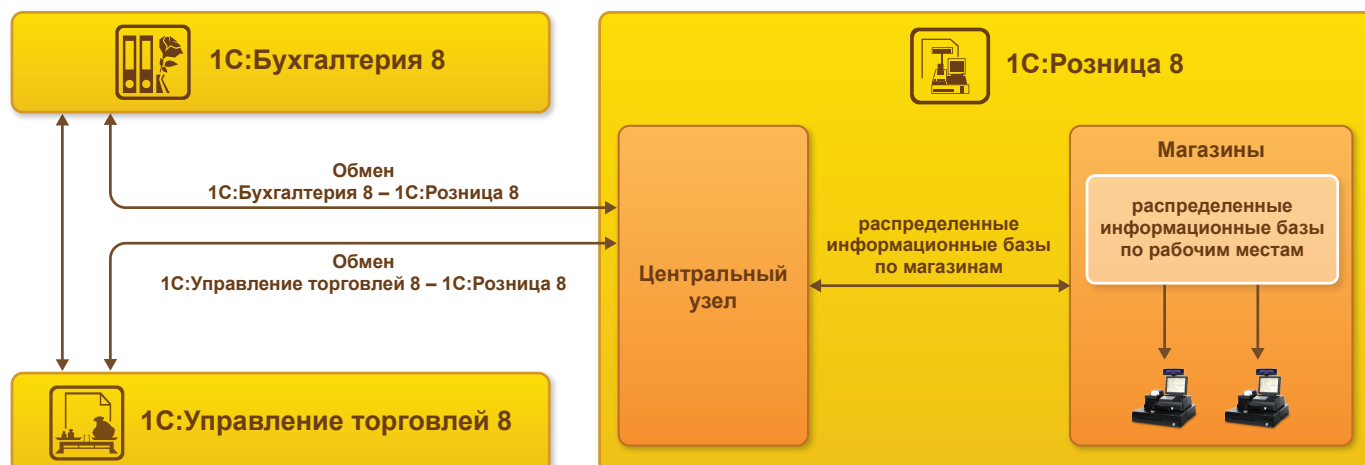 1С:Бухгалтерия 8
Обмен
1С:Бухгалтерия 8 – 1С:Розница 8
Обмен
1С:Управление торговлей 8 – 1С:Розница 8
1С:Управление торговлей 8
1С:Розница 8
Центральный
узел
распределенные
информационные базы
по магазинам
Магазины
распределенные
информационные базы
по рабочим местам